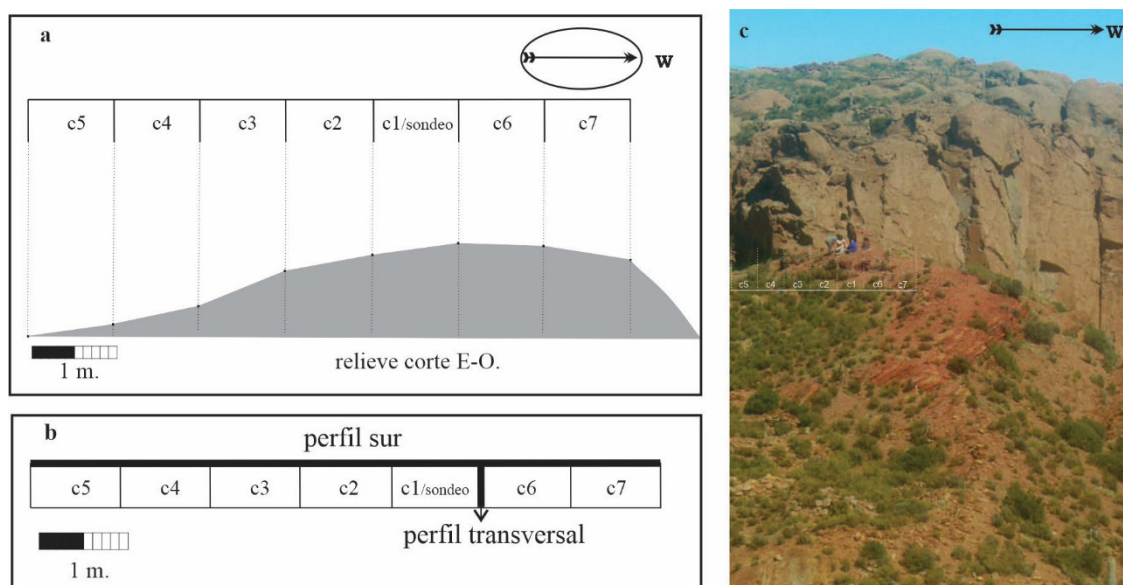 a
W
c5 c4 c3 c2 c1/sondeo c6 c7
1 m.
relieve corte E-O.
b
perfil sur
c5 c4 c3 c2 c1/sondeo c6 c7
perfil transversal
1 m.
c
W
c5 c4 c3 c2 c1 c6 c7